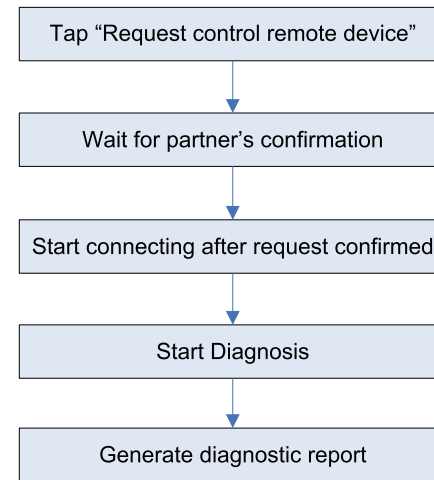 Tap “Request control remote device”
Wait for partner’s confirmation
Start connecting after request confirmed
Start Diagnosis
Generate diagnostic report